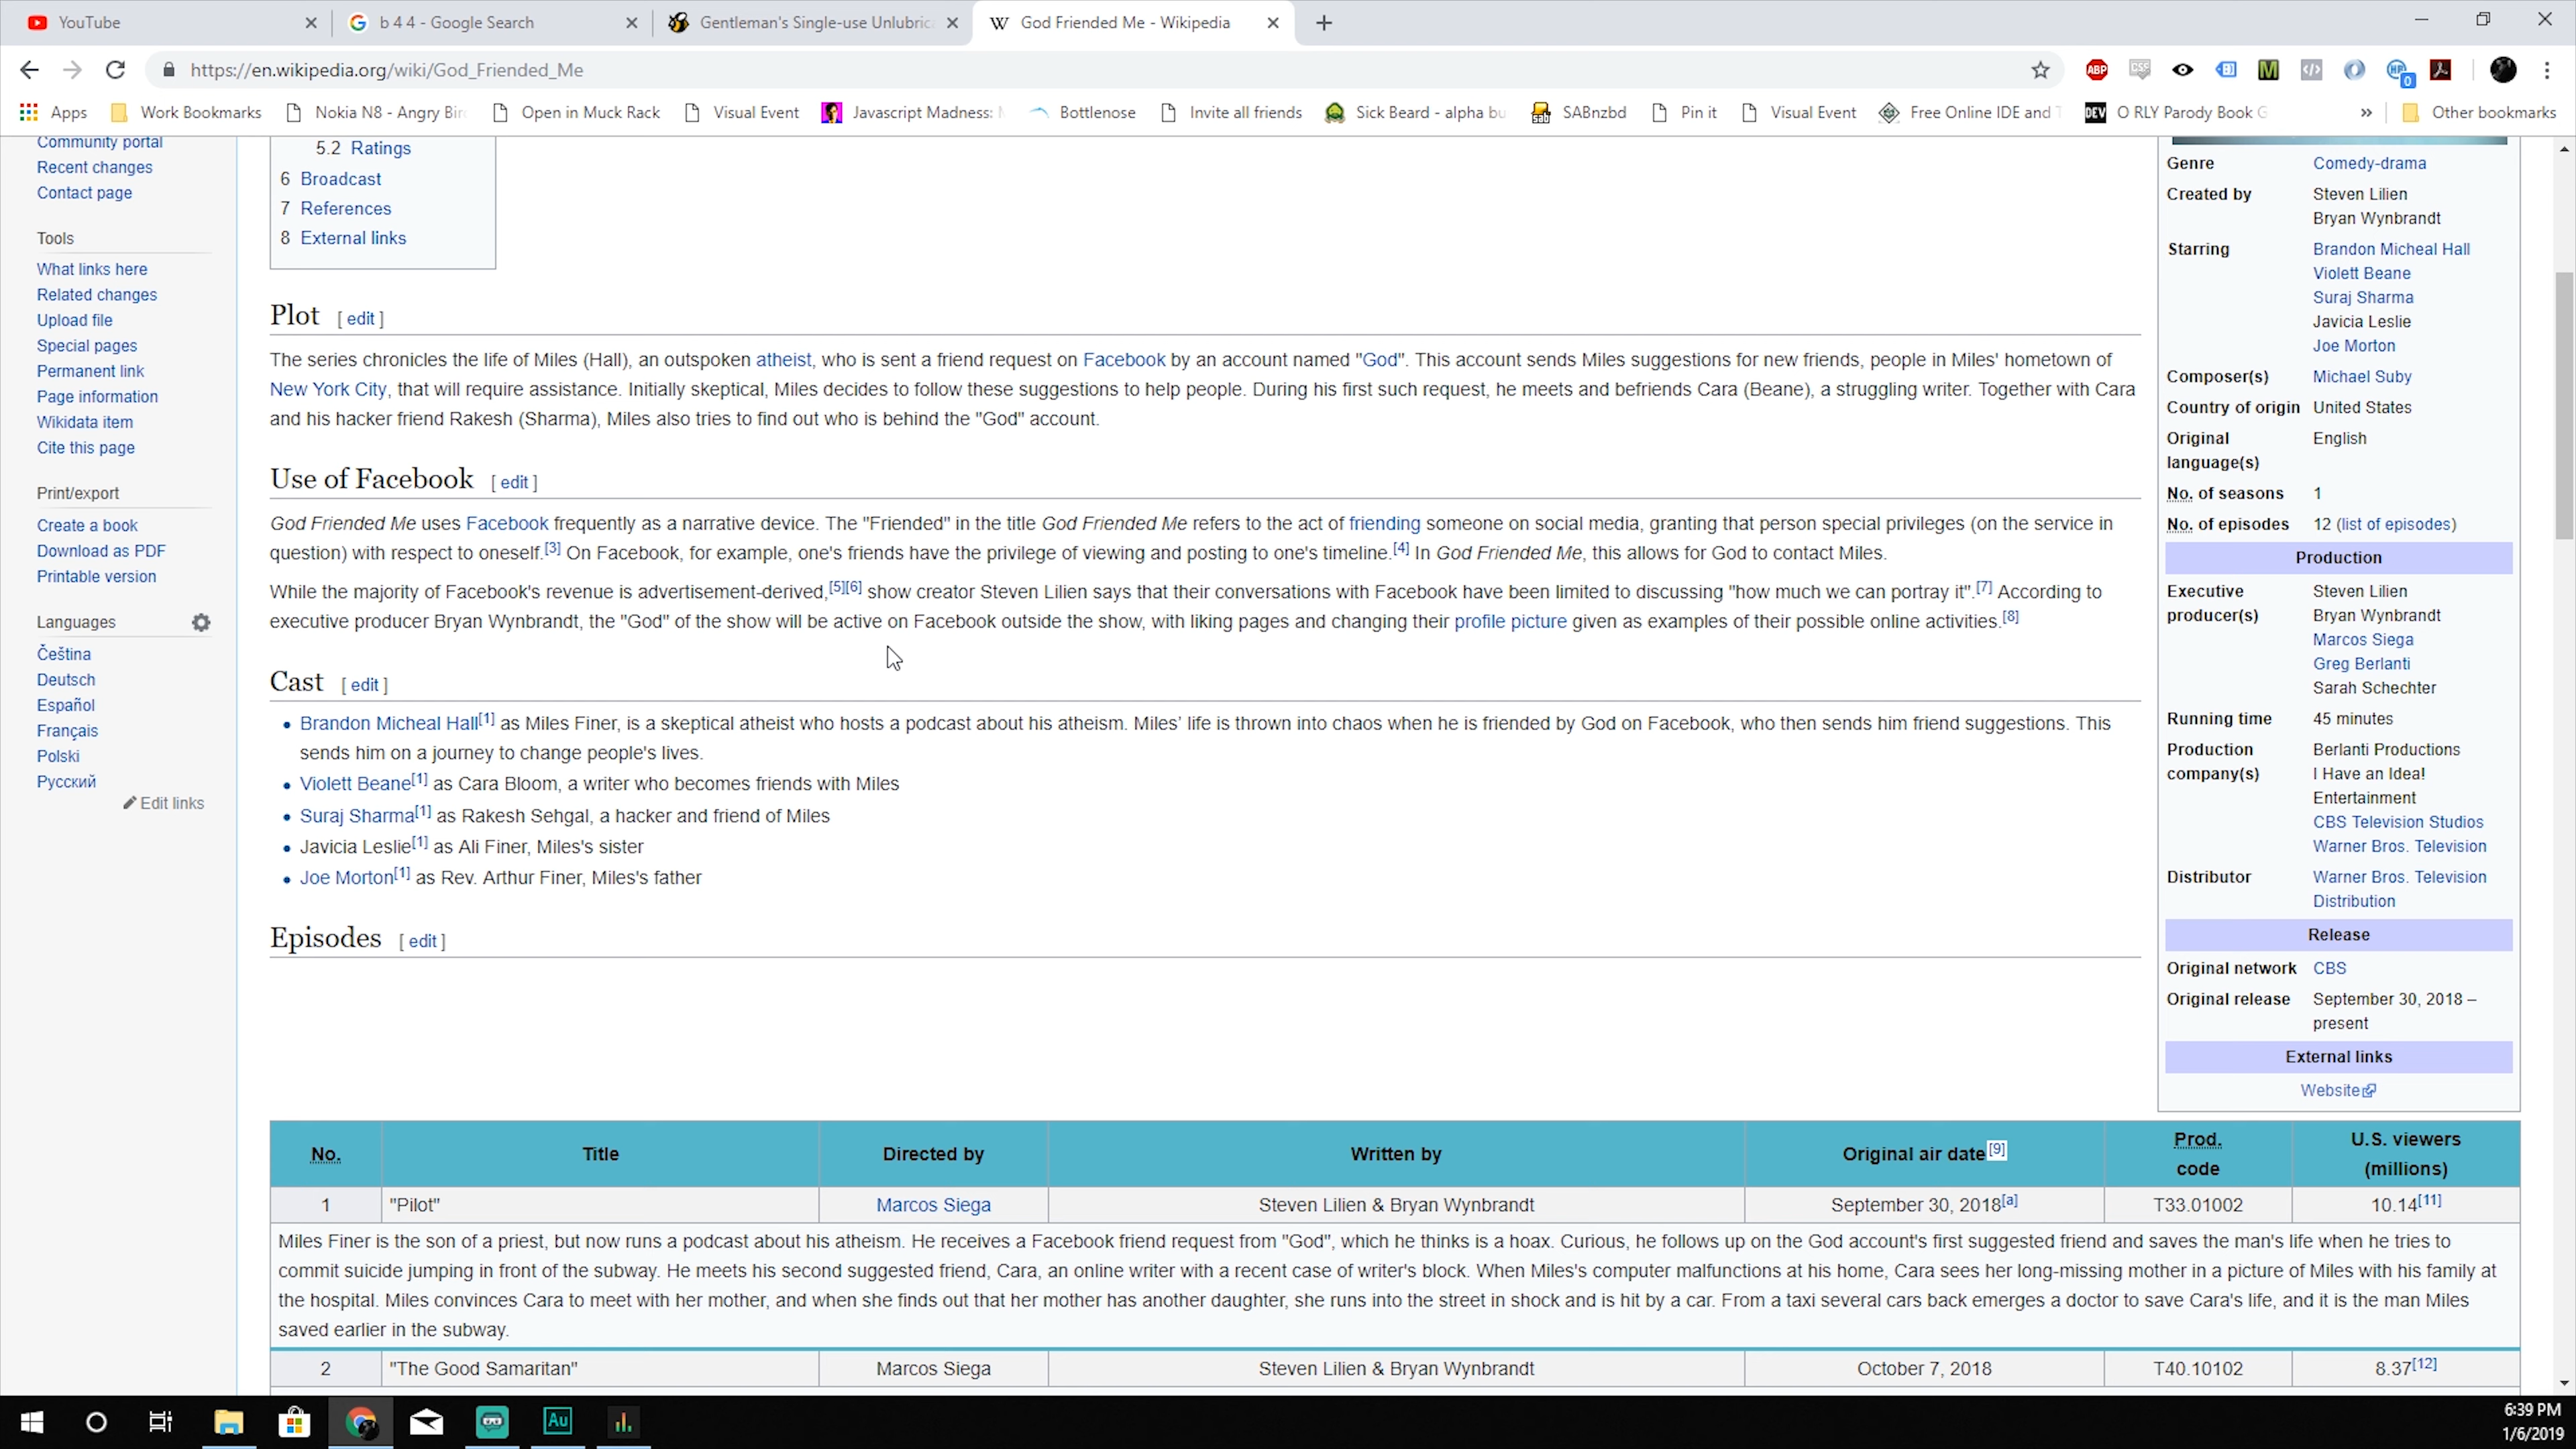 YouTube
b 4 4 - Google Search
Gentleman's Single-use Unlubric
God Friended Me - Wikipedia
https://en.wikipedia.org/wiki/God_Friended_Me
ABP
CSS
M
0
Apps
Work Bookmarks
Nokia N8 - Angry Bir
Open in Muck Rack
Visual Event
Javascript Madness:
Bottlenose
Invite all friends
Sick Beard - alpha bu
SABnzbd
Pin it
Visual Event
Free Online IDE and T
DEV
O RLY Parody Book G
»
Other bookmarks
Community portal
Recent changes
Contact page
Tools
What links here
Related changes
Upload file
Special pages
Permanent link
Page information
Wikidata item
Cite this page
Print/export
Create a book
Download as PDF
Printable version
Languages
Čeština
Deutsch
Español
Français
Polski
Русский
Edit links
5.2 Ratings
6 Broadcast
7 References
8 External links
Plot [ edit ]
The series chronicles the life of Miles (Hall), an outspoken atheist, who is sent a friend request on Facebook by an account named "God". This account sends Miles suggestions for new friends, people in Miles' hometown of
New York City, that will require assistance. Initially skeptical, Miles decides to follow these suggestions to help people. During his first such request, he meets and befriends Cara (Beane), a struggling writer. Together with Cara
and his hacker friend Rakesh (Sharma), Miles also tries to find out who is behind the "God" account.
Use of Facebook [ edit ]
God Friended Me uses Facebook frequently as a narrative device. The "Friended" in the title God Friended Me refers to the act of friending someone on social media, granting that person special privileges (on the service in
question) with respect to oneself.[3] On Facebook, for example, one's friends have the privilege of viewing and posting to one's timeline.[4] In God Friended Me, this allows for God to contact Miles.
While the majority of Facebook's revenue is advertisement-derived,[5][6] show creator Steven Lilien says that their conversations with Facebook have been limited to discussing "how much we can portray it".[7] According to
executive producer Bryan Wynbrandt, the "God" of the show will be active on Facebook outside the show, with liking pages and changing their profile picture given as examples of their possible online activities.[8]
Cast [ edit ]
• Brandon Micheal Hall[1] as Miles Finer, is a skeptical atheist who hosts a podcast about his atheism. Miles' life is thrown into chaos when he is friended by God on Facebook, who then sends him friend suggestions. This
sends him on a journey to change people's lives.
• Violett Beane[1] as Cara Bloom, a writer who becomes friends with Miles
• Suraj Sharma[1] as Rakesh Sehgal, a hacker and friend of Miles
• Javicia Leslie[1] as Ali Finer, Miles's sister
• Joe Morton[1] as Rev. Arthur Finer, Miles's father
Episodes [ edit ]
Genre Comedy-drama
Created by Steven Lilien
Bryan Wynbrandt
Starring Brandon Micheal Hall
Violett Beane
Suraj Sharma
Javicia Leslie
Joe Morton
Composer(s) Michael Suby
Country of origin United States
Original English
language(s)
No. of seasons 1
No. of episodes 12 (list of episodes)
Production
Executive Steven Lilien
producer(s) Bryan Wynbrandt
Marcos Siega
Greg Berlanti
Sarah Schechter
Running time 45 minutes
Production Berlanti Productions
company(s) I Have an Idea!
Entertainment
CBS Television Studios
Warner Bros. Television
Distributor Warner Bros. Television
Distribution
Release
Original network CBS
Original release September 30, 2018 –
present
External links
Website
No. Title Directed by Written by Original air date[9] Prod. code U.S. viewers (millions)
1 "Pilot" Marcos Siega Steven Lilien & Bryan Wynbrandt September 30, 2018[a] T33.01002 10.14[11]
Miles Finer is the son of a priest, but now runs a podcast about his atheism. He receives a Facebook friend request from "God", which he thinks is a hoax. Curious, he follows up on the God account's first suggested friend and saves the man's life when he tries to
commit suicide jumping in front of the subway. He meets his second suggested friend, Cara, an online writer with a recent case of writer's block. When Miles's computer malfunctions at his home, Cara sees her long-missing mother in a picture of Miles with his family at
the hospital. Miles convinces Cara to meet with her mother, and when she finds out that her mother has another daughter, she runs into the street in shock and is hit by a car. From a taxi several cars back emerges a doctor to save Cara's life, and it is the man Miles
saved earlier in the subway.
2 "The Good Samaritan" Marcos Siega Steven Lilien & Bryan Wynbrandt October 7, 2018 T40.10102 8.37[12]
Au
6:39 PM
1/6/2019